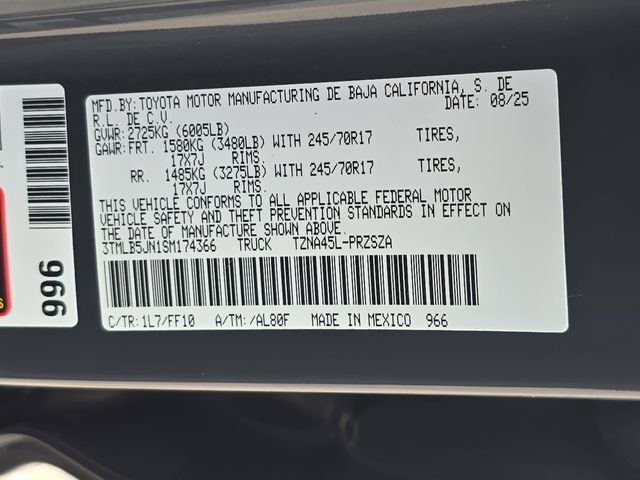 MFD.BY:TOYOTA MOTOR MANUFACTURING DE BAJA CALIFORNIA, S. DE
R.L. DE C.V. DATE: 08/25
GVWR:2725KG (6005LB)
GAWR:FRT. 1580KG (3480LB) WITH 245/70R17 TIRES,
17X7J RIMS.
RR. 1485KG (3275LB) WITH 245/70R17 TIRES,
17X7J RIMS.
THIS VEHICLE CONFORMS TO ALL APPLICABLE FEDERAL MOTOR
VEHICLE SAFETY AND THEFT PREVENTION STANDARDS IN EFFECT ON
THE DATE OF MANUFACTURE SHOWN ABOVE.
3TMLB5JN1SM174366 TRUCK TZNA45L-PRZSZA
C/TR:1L7/FF10 A/TM:/AL80F MADE IN MEXICO 966
966